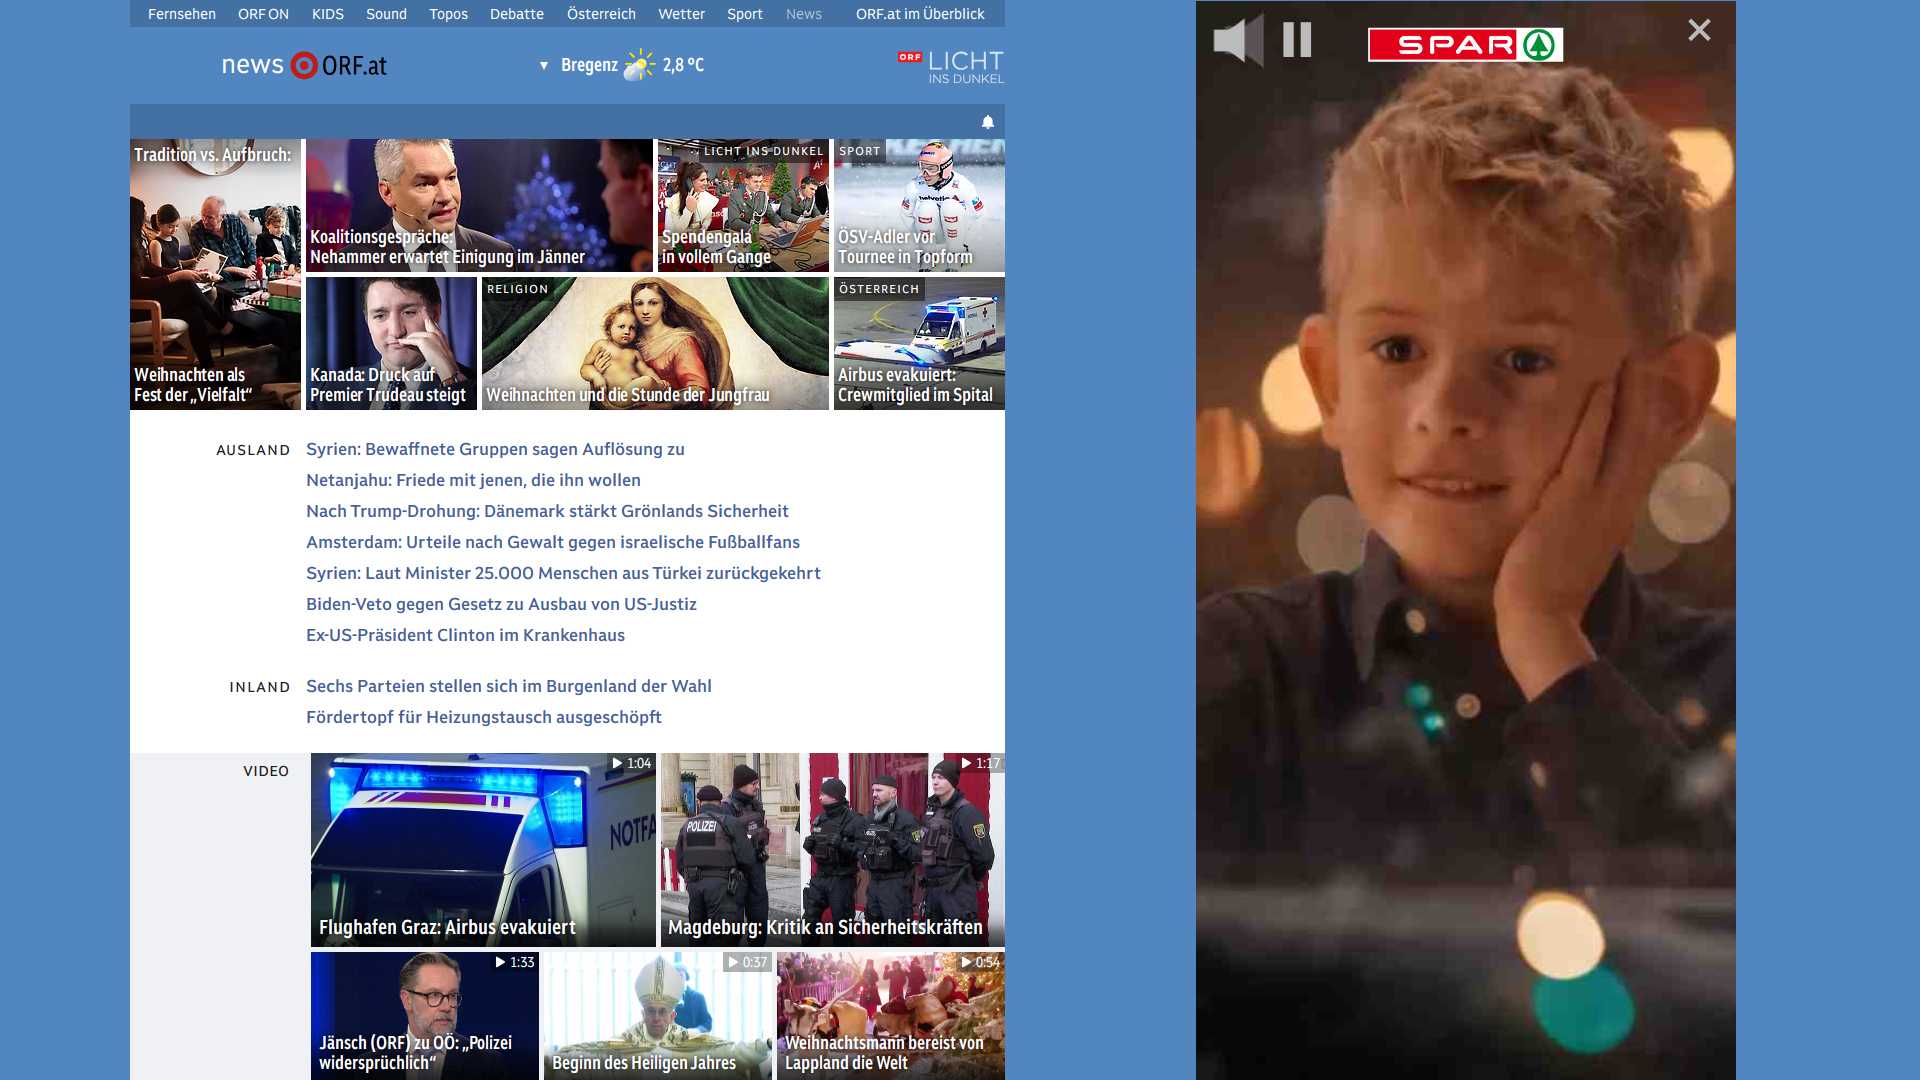 Fernsehen ORF ON KIDS Sound Topos Debatte Österreich Wetter Sport News ORF.at im Überblick
news ORF.at
Bregenz 2,8 °C
ORF LICHT
INS DUNKEL
Tradition vs. Aufbruch:
Weihnachten als
Fest der „Vielfalt“
Koalitionsgespräche:
Nehammer erwartet Einigung im Jänner
LICHT INS DUNKEL
Spendengala
in vollem Gange
SPORT
ÖSV-Adler vor
Tournee in Topform
Kanada: Druck auf
Premier Trudeau steigt
RELIGION
Weihnachten und die Stunde der Jungfrau
ÖSTERREICH
Airbus evakuiert:
Crewmitglied im Spital
AUSLAND
Syrien: Bewaffnete Gruppen sagen Auflösung zu
Netanjahu: Friede mit jenen, die ihn wollen
Nach Trump-Drohung: Dänemark stärkt Grönlands Sicherheit
Amsterdam: Urteile nach Gewalt gegen israelische Fußballfans
Syrien: Laut Minister 25.000 Menschen aus Türkei zurückgekehrt
Biden-Veto gegen Gesetz zu Ausbau von US-Justiz
Ex-US-Präsident Clinton im Krankenhaus
INLAND
Sechs Parteien stellen sich im Burgenland der Wahl
Fördertopf für Heizungstausch ausgeschöpft
VIDEO
1:04
NOTFA
Flughafen Graz: Airbus evakuiert
1:17
POLIZEI
Magdeburg: Kritik an Sicherheitskräften
1:33
Jänsch (ORF) zu OÖ: „Polizei
widersprüchlich“
0:37
Beginn des Heiligen Jahres
0:54
Weihnachtsmann bereist von
Lappland die Welt
SPAR